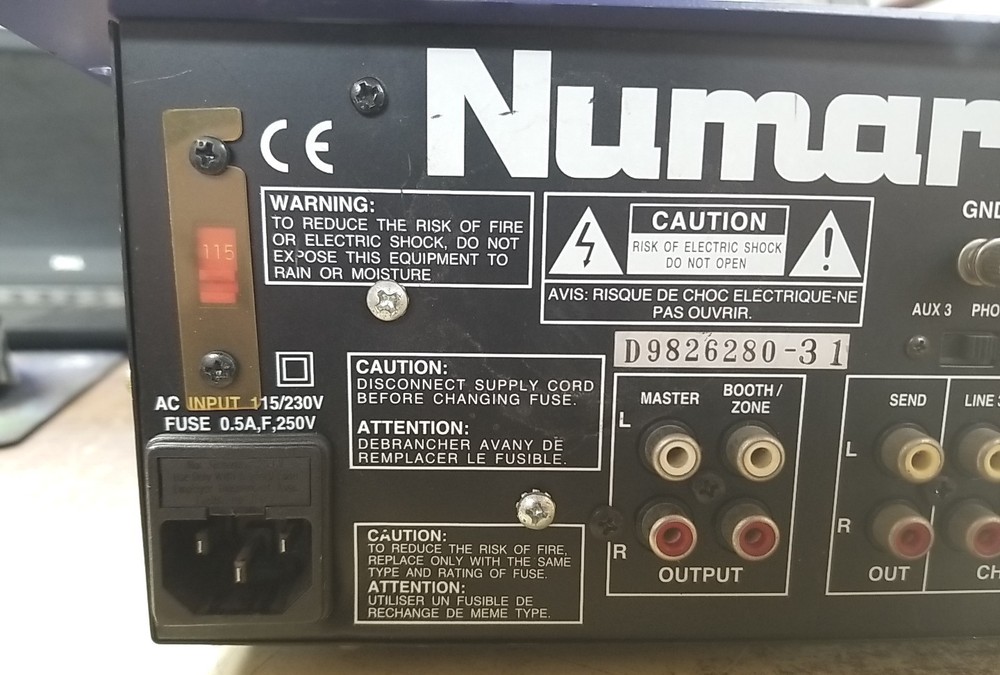 Numar
CE
115
WARNING:
TO REDUCE THE RISK OF FIRE
OR ELECTRIC SHOCK, DO NOT
EXPOSE THIS EQUIPMENT TO
RAIN OR MOISTURE
CAUTION
RISK OF ELECTRIC SHOCK
DO NOT OPEN
AVIS: RISQUE DE CHOC ELECTRIQUE-NE
PAS OUVRIR.
GND
AUX 3 PHO
D9826280-31
AC INPUT 115/230V
FUSE 0.5A,F,250V
CAUTION:
DISCONNECT SUPPLY CORD
BEFORE CHANGING FUSE.
ATTENTION:
DEBRANCHER AVANY DE
REMPLACER LE FUSIBLE.
CAUTION:
TO REDUCE THE RISK OF FIRE,
REPLACE ONLY WITH THE SAME
TYPE AND RATING OF FUSE.
ATTENTION:
UTILISER UN FUSIBLE DE
RECHANGE DE MEME TYPE.
MASTER
BOOTH /
ZONE
L
R
OUTPUT
SEND
LINE 3
L
R
OUT
CH